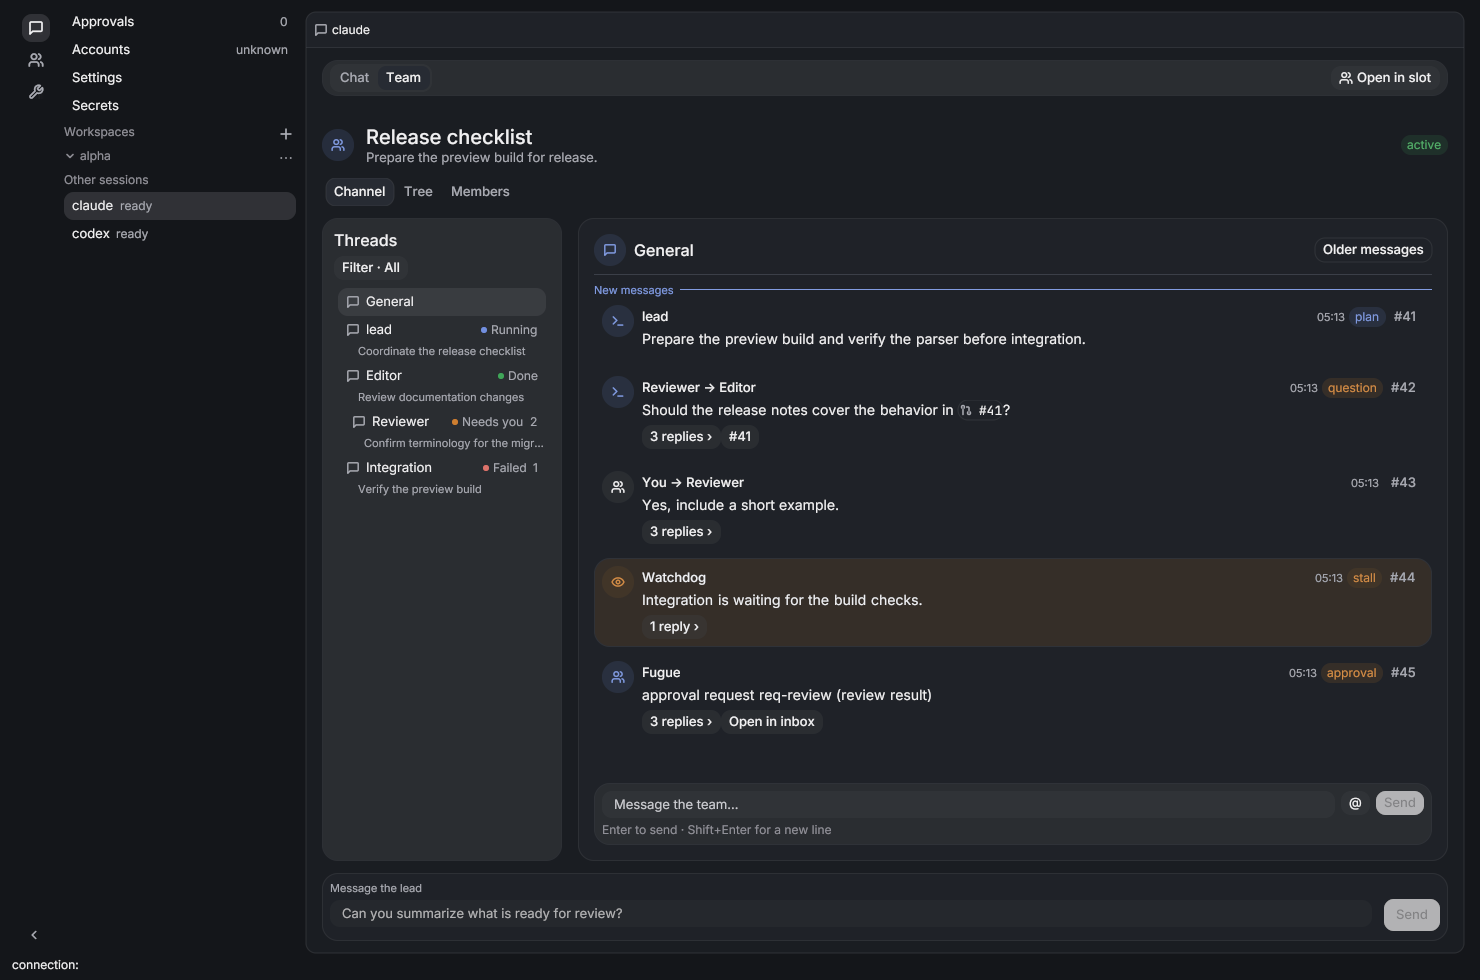 Approvals 0
Accounts unknown
Settings
Secrets
Workspaces +
alpha ...
Other sessions
claude ready
codex ready
connection:
claude
Chat Team Open in slot
Release checklist
Prepare the preview build for release.
active
Channel Tree Members
Threads
Filter · All
General
lead Running
Coordinate the release checklist
Editor Done
Review documentation changes
Reviewer Needs you 2
Confirm terminology for the migr...
Integration Failed 1
Verify the preview build
General Older messages
New messages
lead 05:13 plan #41
Prepare the preview build and verify the parser before integration.
Reviewer → Editor 05:13 question #42
Should the release notes cover the behavior in #41?
3 replies › #41
You → Reviewer 05:13 #43
Yes, include a short example.
3 replies ›
Watchdog 05:13 stall #44
Integration is waiting for the build checks.
1 reply ›
Fugue 05:13 approval #45
approval request req-review (review result)
3 replies › Open in inbox
Message the team... @ Send
Enter to send · Shift+Enter for a new line
Message the lead
Can you summarize what is ready for review? Send